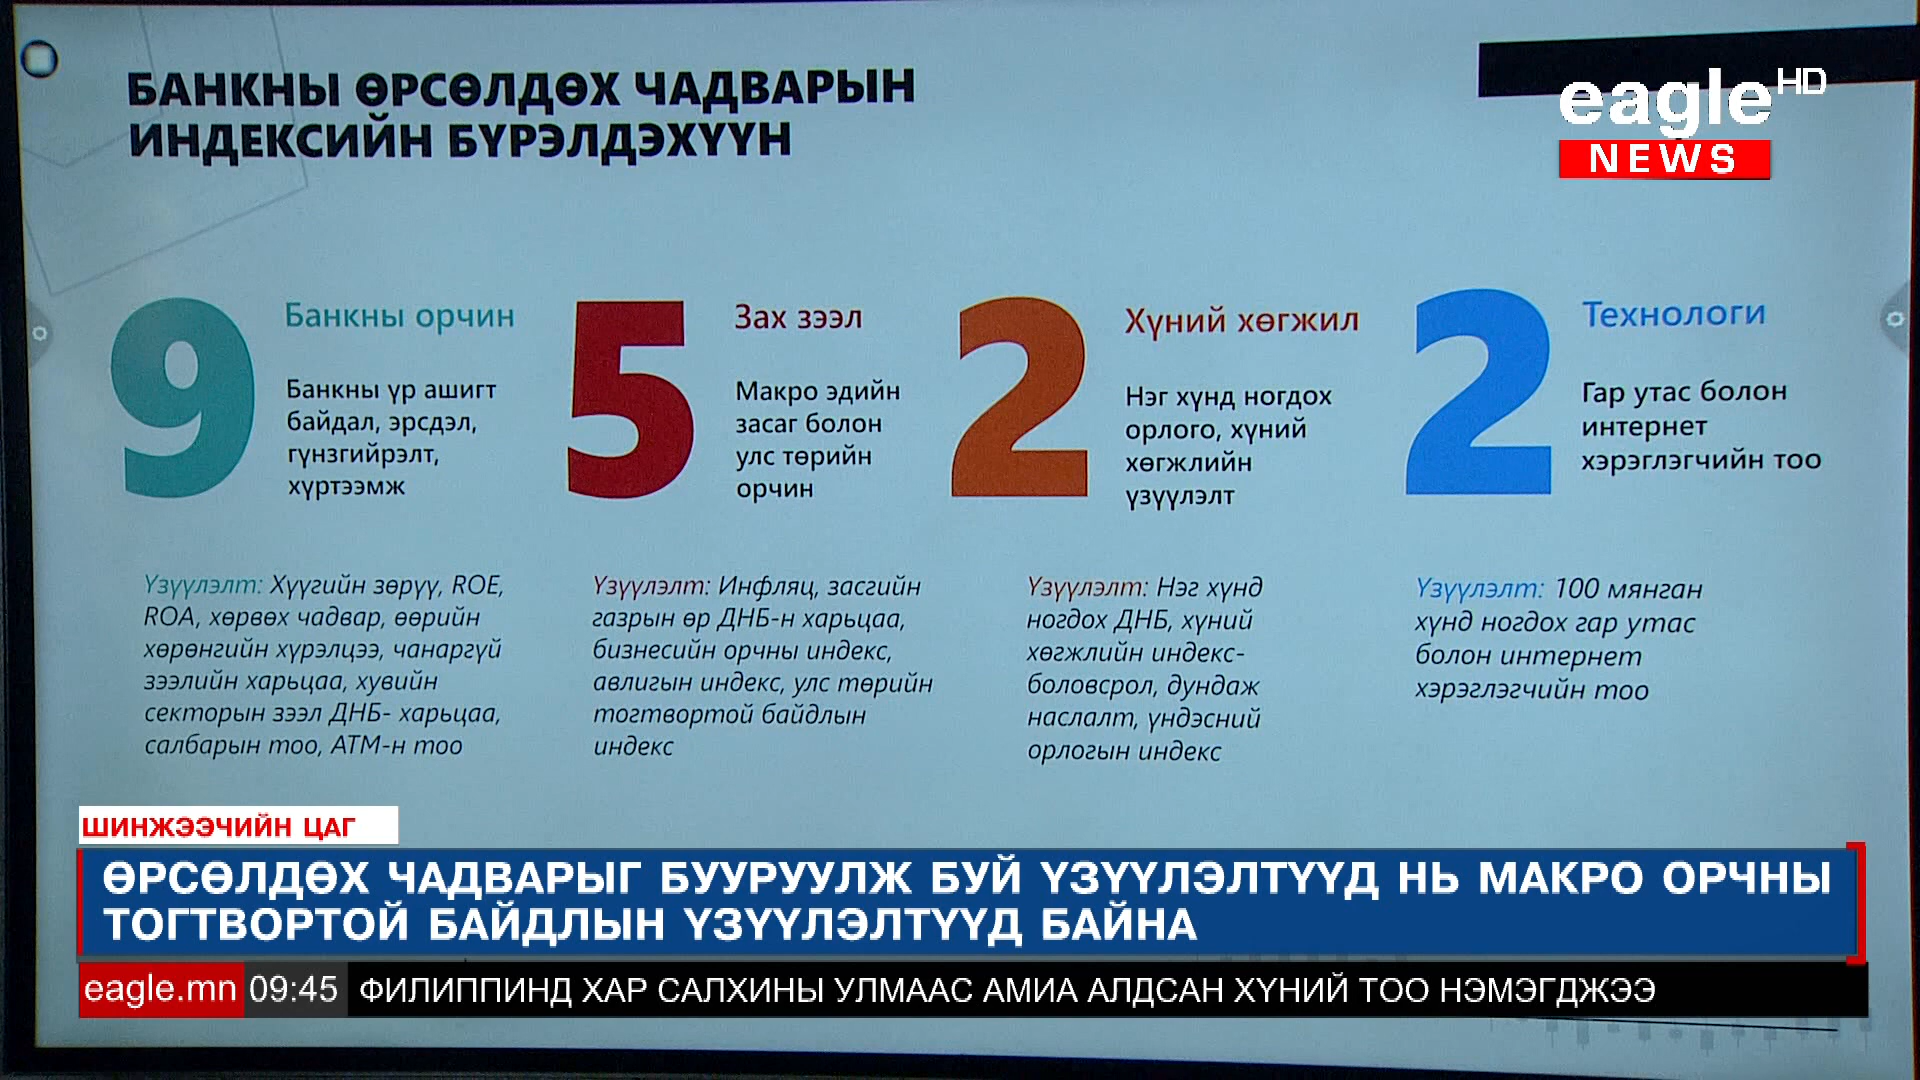 БАНКНЫ ӨРСӨЛДӨХ ЧАДВАРЫН
ИНДЕКСИЙН БҮРЭЛДЭХҮҮН
eagle HD
NEWS
9
Банкны орчин
Банкны үр ашигт
байдал, эрсдэл,
гүнзгийрэлт,
хүртээмж
Үзүүлэлт: Хүүгийн зөрүү, ROE,
ROA, хөрвөх чадвар, өөрийн
хөрөнгийн хүрэлцээ, чанаргүй
зээлийн харьцаа, хувийн
секторын зээл ДНБ- харьцаа,
салбарын тоо, АТМ-н тоо
5
Зах зээл
Макро эдийн
засаг болон
улс төрийн
орчин
Үзүүлэлт: Инфляц, засгийн
газрын өр ДНБ-н харьцаа,
бизнесийн орчны индекс,
авлигын индекс, улс төрийн
тогтвортой байдлын
индекс
2
Хүний хөгжил
Нэг хүнд ногдох
орлого, хүний
хөгжлийн
үзүүлэлт
Үзүүлэлт: Нэг хүнд
ногдох ДНБ, хүний
хөгжлийн индекс-
боловсрол, дундаж
наслалт, үндэсний
орлогын индекс
2
Технологи
Гар утас болон
интернет
хэрэглэгчийн тоо
Үзүүлэлт: 100 мянган
хүнд ногдох гар утас
болон интернет
хэрэглэгчийн тоо
ШИНЖЭЭЧИЙН ЦАГ
ӨРСӨЛДӨХ ЧАДВАРЫГ БУУРУУЛЖ БУЙ ҮЗҮҮЛЭЛТҮҮД НЬ МАКРО ОРЧНЫ
ТОГТВОРТОЙ БАЙДЛЫН ҮЗҮҮЛЭЛТҮҮД БАЙНА
eagle.mn 09:45 ФИЛИППИНД ХАР САЛХИНЫ УЛМААС АМИА АЛДСАН ХҮНИЙ ТОО НЭМЭГДЖЭЭ